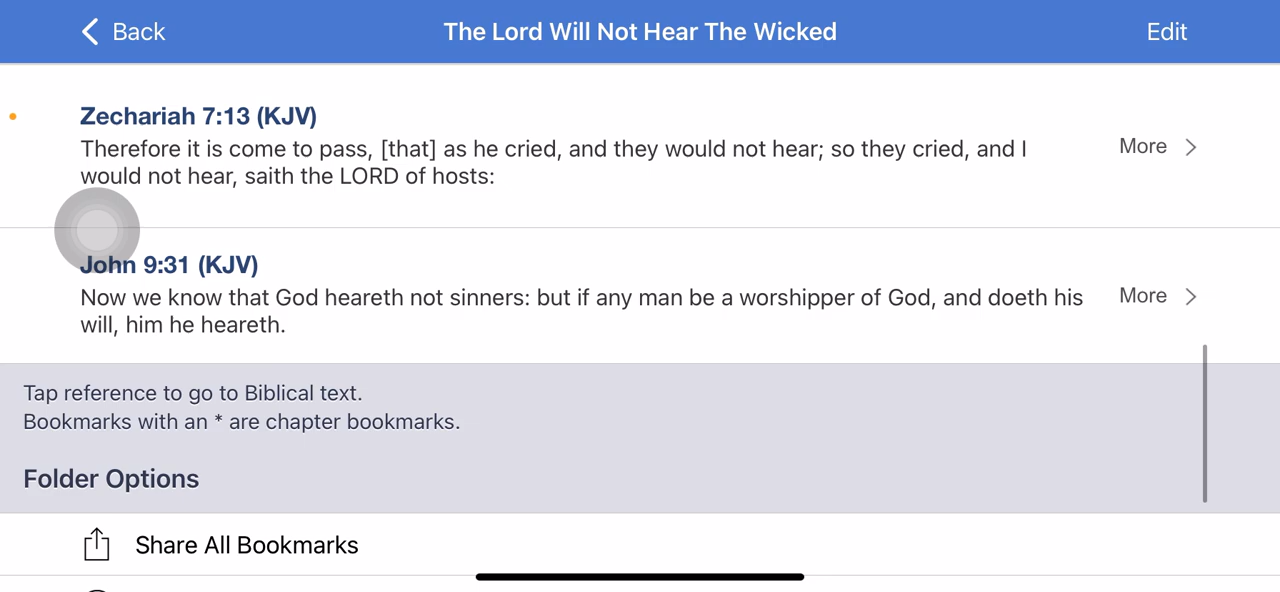 Back
The Lord Will Not Hear The Wicked
Edit
Zechariah 7:13 (KJV)
Therefore it is come to pass, [that] as he cried, and they would not hear; so they cried, and I
would not hear, saith the LORD of hosts:
More
John 9:31 (KJV)
Now we know that God heareth not sinners: but if any man be a worshipper of God, and doeth his
will, him he heareth.
More
Tap reference to go to Biblical text.
Bookmarks with an * are chapter bookmarks.
Folder Options
Share All Bookmarks